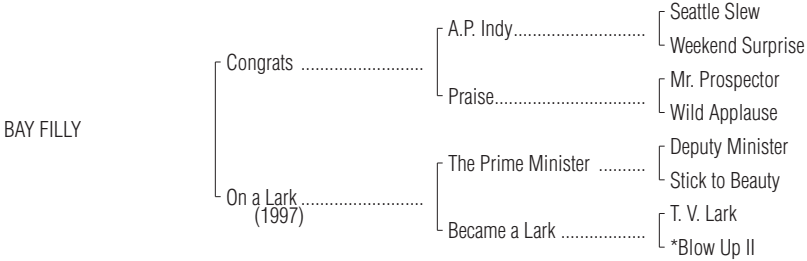 Seattle Slew
A.P. Indy.............................
Weekend Surprise
Congrats ..........................
Mr. Prospector
Praise.................................
Wild Applause
BAY FILLY
Deputy Minister
The Prime Minister ..........
Stick to Beauty
On a Lark..........................
(1997)
T. V. Lark
Became a Lark ..................
*Blow Up II